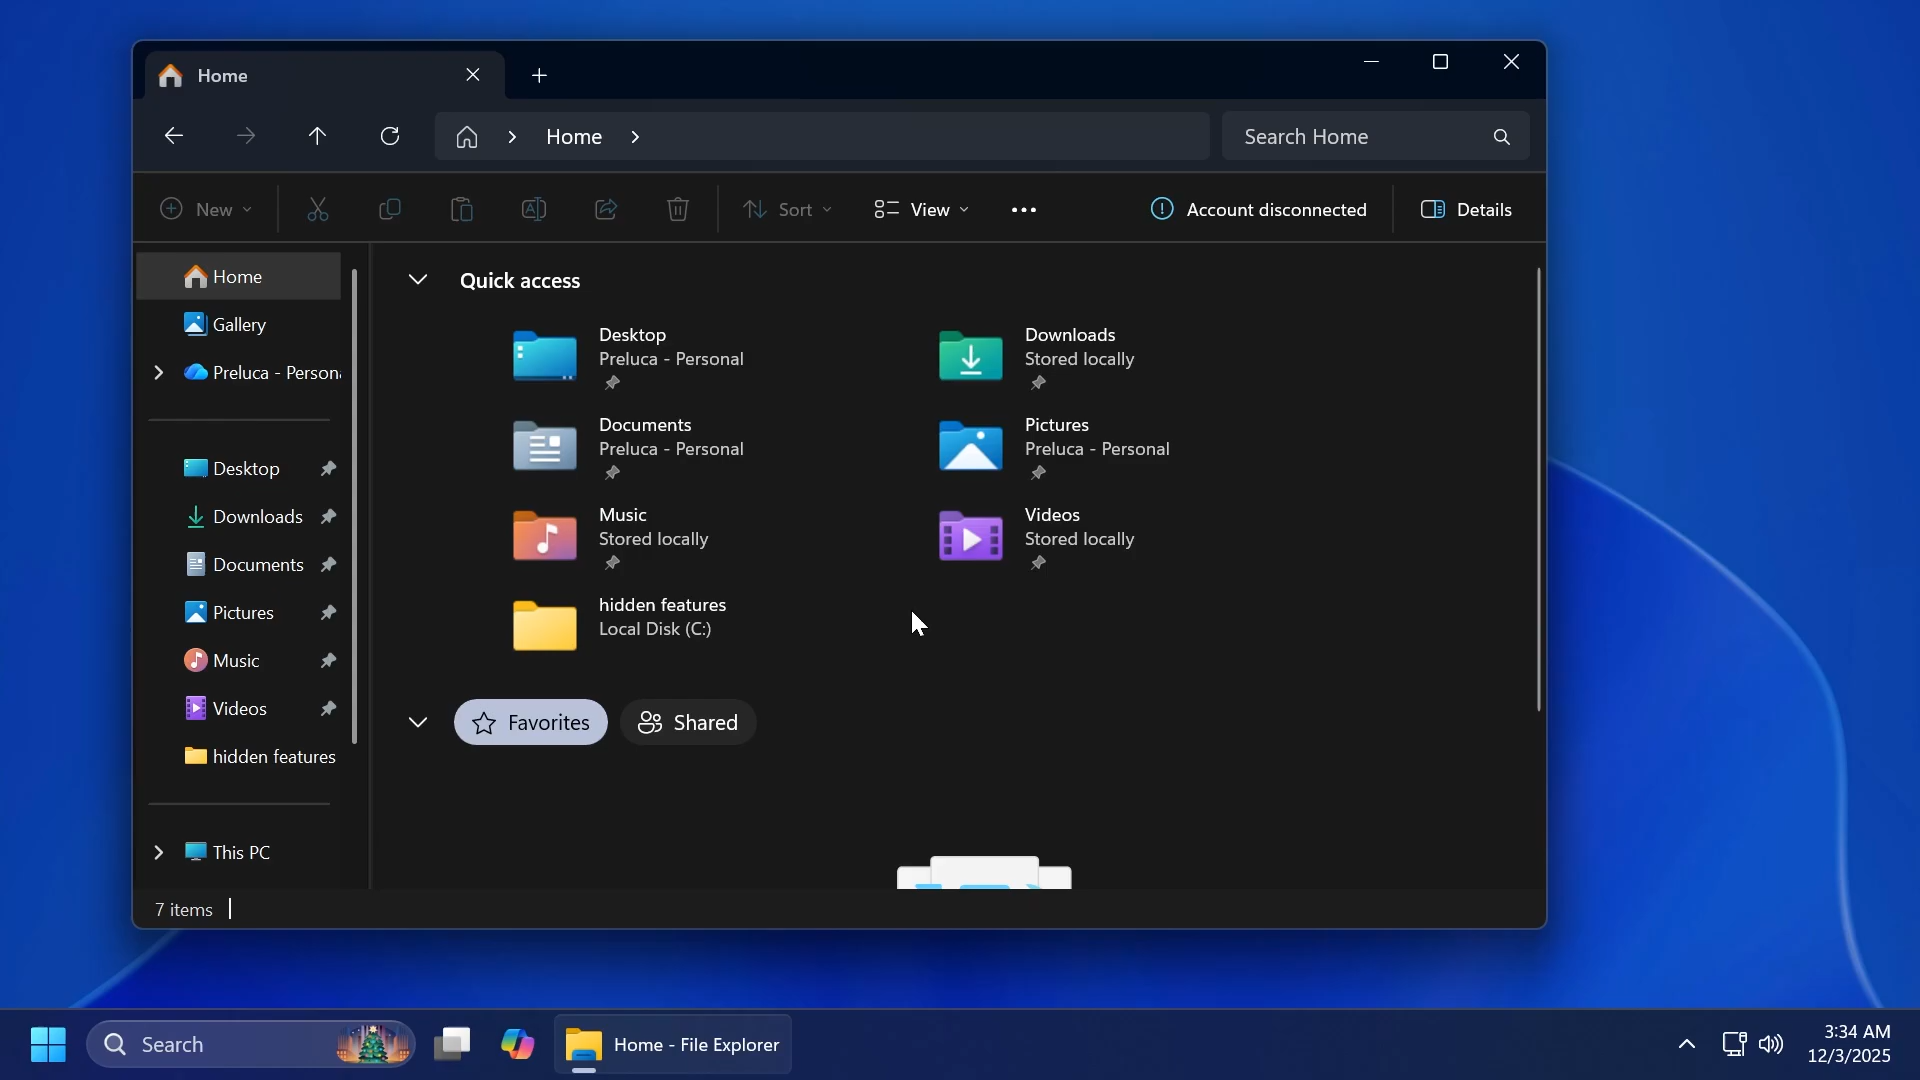 Home
Home
Search Home
New
Sort
View
Account disconnected
Details
Home
Gallery
Preluca - Persona
Desktop
Downloads
Documents
Pictures
Music
Videos
hidden features
This PC
Quick access
Desktop
Preluca - Personal
Downloads
Stored locally
Documents
Preluca - Personal
Pictures
Preluca - Personal
Music
Stored locally
Videos
Stored locally
hidden features
Local Disk (C:)
Favorites
Shared
7 items
Search
Home - File Explorer
3:34 AM
12/3/2025